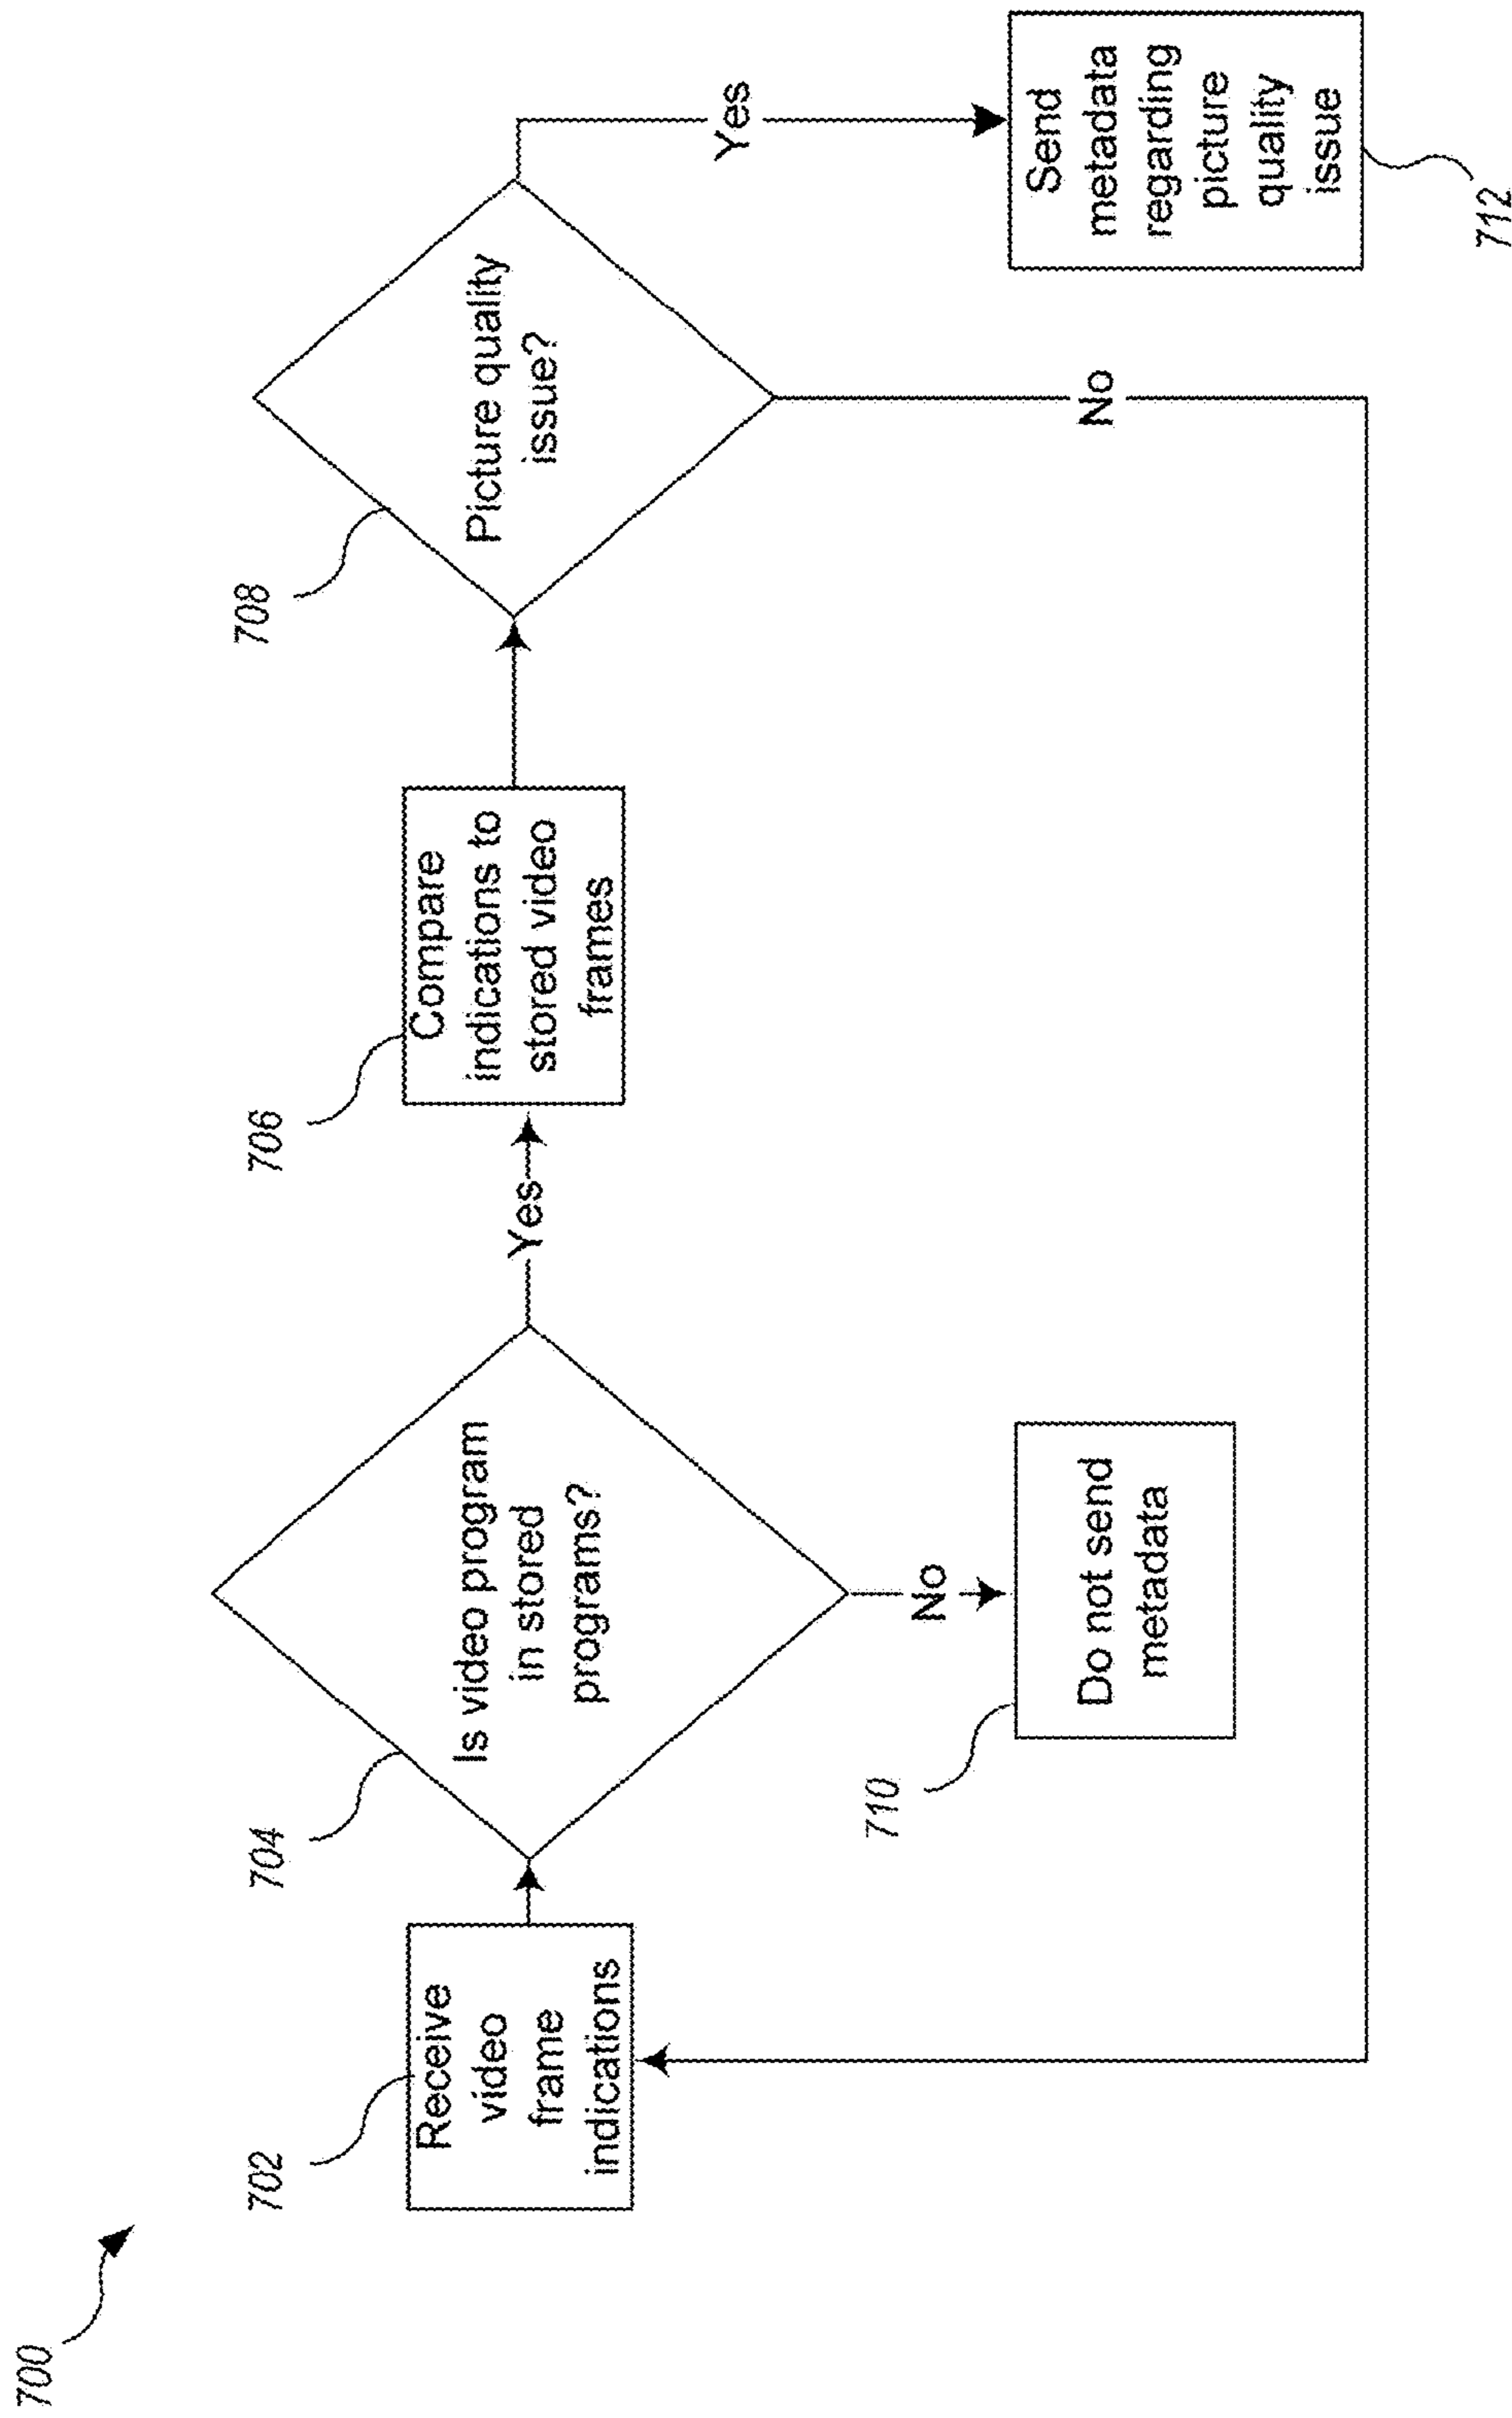 700
702
Receive
video
frame
indications
704
Is video program
in stored
programs?
Yes
No
710
Do not send
metadata
706
Compare
indications to
stored video
frames
708
Picture quality
issue?
Yes
No
Send
metadata
regarding
picture
quality
issue
712